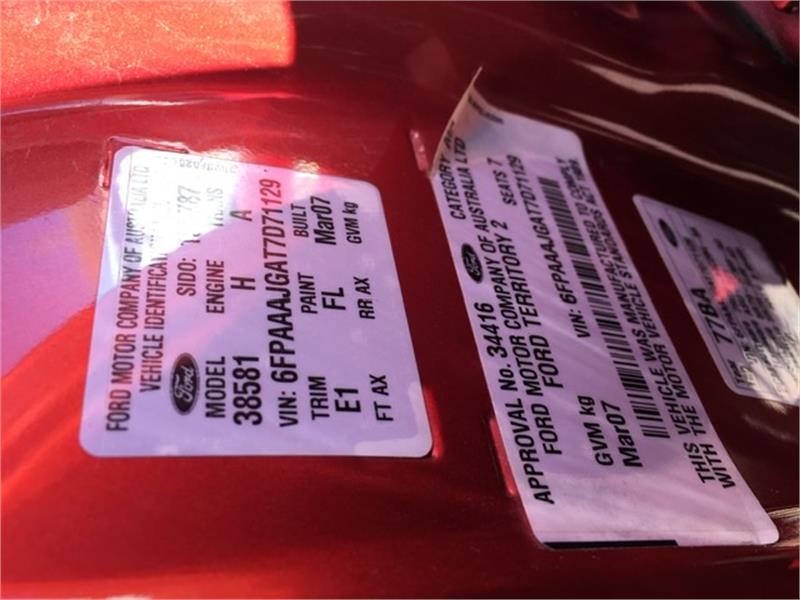 FORD MOTOR COMPANY OF AUSTRALIA LTD
VEHICLE
SIDO: 787
Ford
MODEL ENGINE TRANS
38581 H A
VIN: 6FPAAAJGAT7D71129
TRIM PAINT BUILT
E1 FL Mar07
FT AX RR AX GVM kg
APPROVAL No. 34416 CATEGORY
FORD MOTOR COMPANY OF AUSTRALIA LTD
FORD TERRITORY 2 SEATS 7
Ford
GVM kg VIN: 6FPAAAJGAT7D71129
Mar07
THIS VEHICLE WAS MANUFACTURED TO COMPLY
WITH THE MOTOR VEHICLE STANDARDS ACT 1989.
77BA